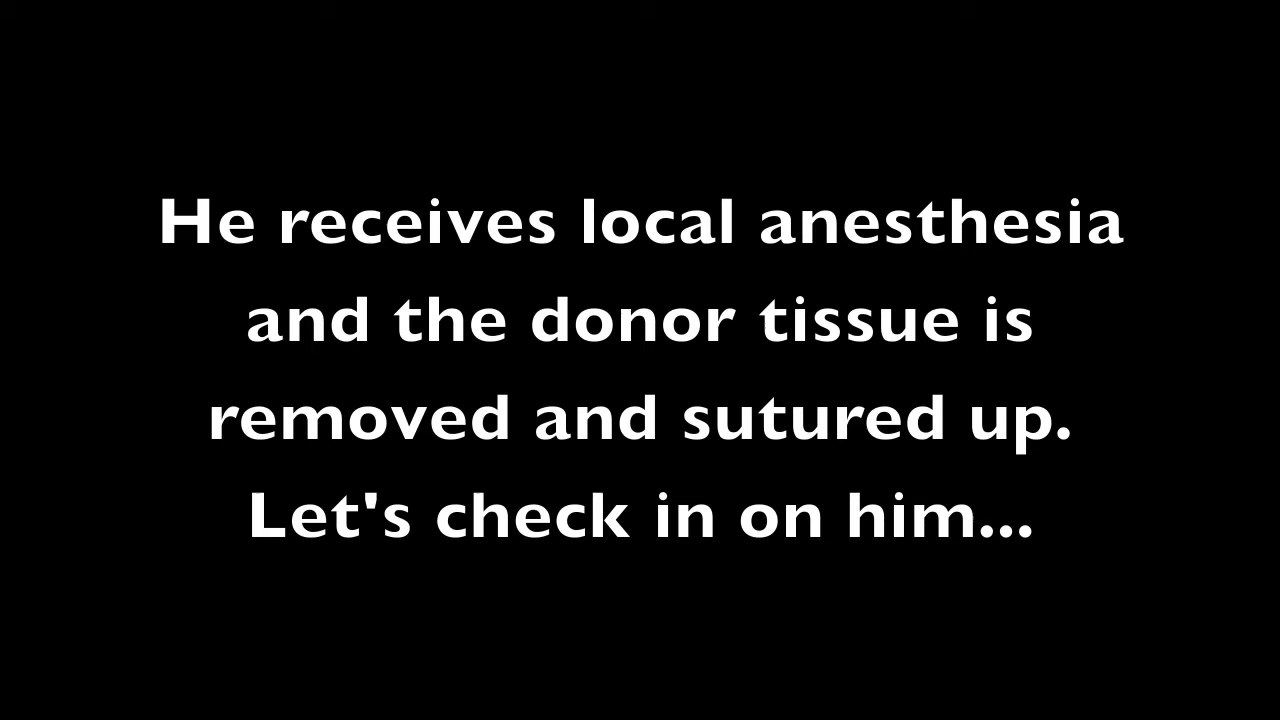 He receives local anesthesia
and the donor tissue is
removed and sutured up.
Let's check in on him...